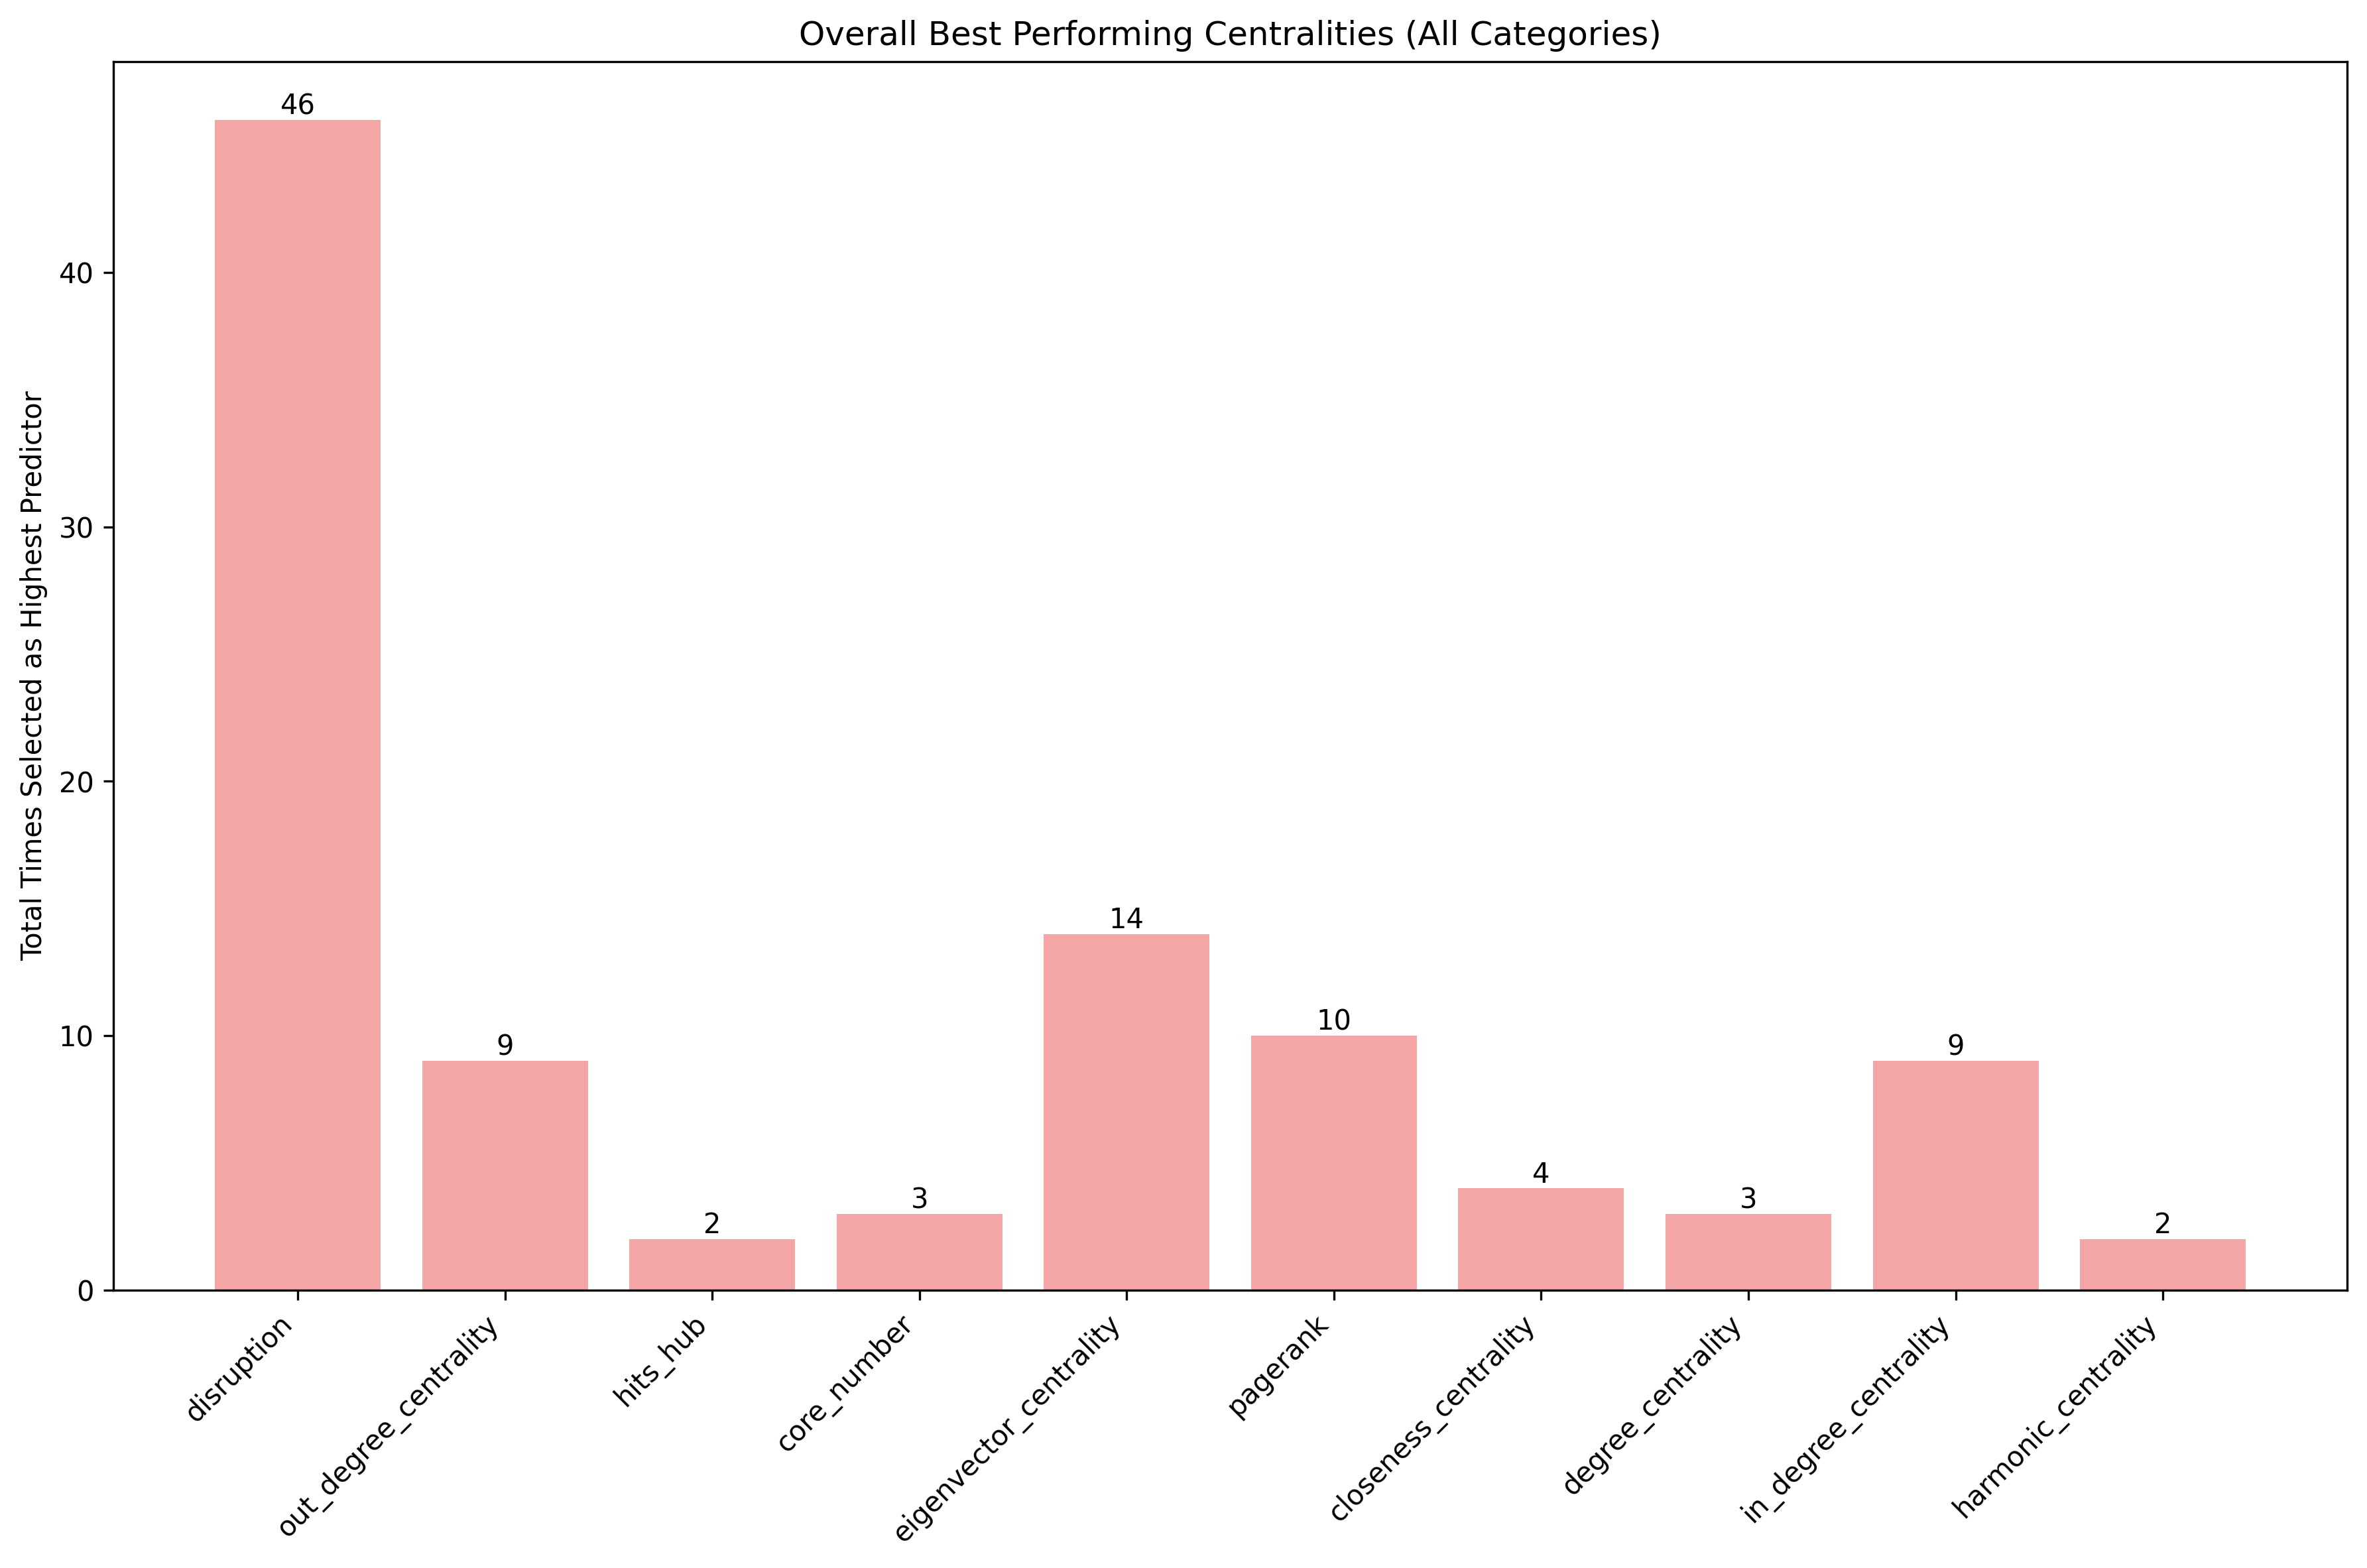 Overall Best Performing Centralities (All Categories)
Total Times Selected as Highest Predictor
40
30
20
10
0
46
9
2
3
14
10
4
3
9
2
disruption
out_degree_centrality
hits_hub
core_number
eigenvector_centrality
pagerank
closeness_centrality
degree_centrality
in_degree_centrality
harmonic_centrality